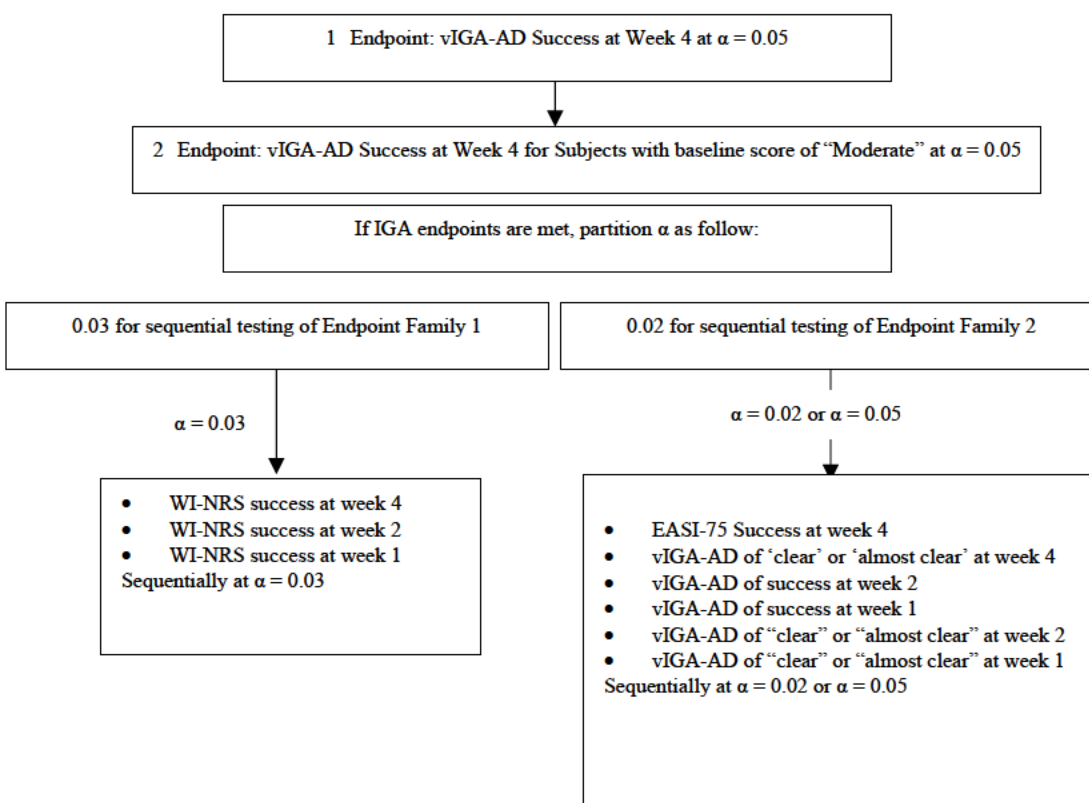 1 Endpoint: vIGA-AD Success at Week 4 at α = 0.05
2 Endpoint: vIGA-AD Success at Week 4 for Subjects with baseline score of “Moderate” at α = 0.05
If IGA endpoints are met, partition α as follow:
0.03 for sequential testing of Endpoint Family 1
0.02 for sequential testing of Endpoint Family 2
α = 0.03
α = 0.02 or α = 0.05
• WI-NRS success at week 4
• WI-NRS success at week 2
• WI-NRS success at week 1
Sequentially at α = 0.03
• EASI-75 Success at week 4
• vIGA-AD of ‘clear’ or ‘almost clear’ at week 4
• vIGA-AD of success at week 2
• vIGA-AD of success at week 1
• vIGA-AD of “clear” or “almost clear” at week 2
• vIGA-AD of “clear” or “almost clear” at week 1
Sequentially at α = 0.02 or α = 0.05